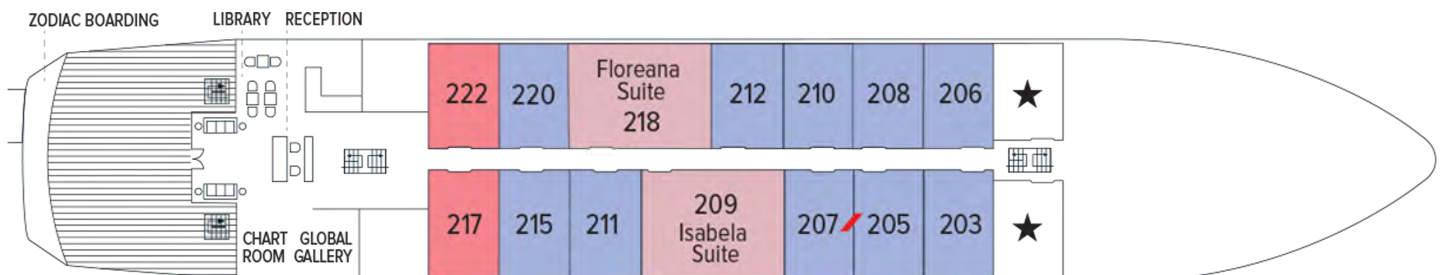 ZODIAC BOARDING
LIBRARY
RECEPTION
222
220
Floreana
Suite
218
212
210
208
206
217
215
211
209
Isabela
Suite
207
205
203
CHART
ROOM
GLOBAL
GALLERY